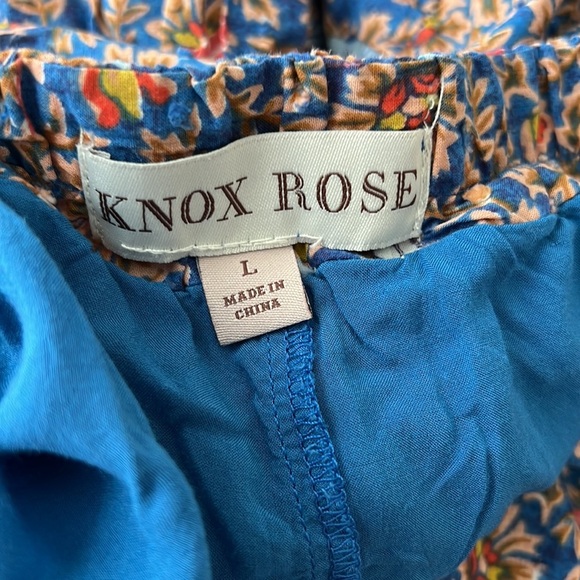 KNOX ROSE
L
MADE IN
CHINA